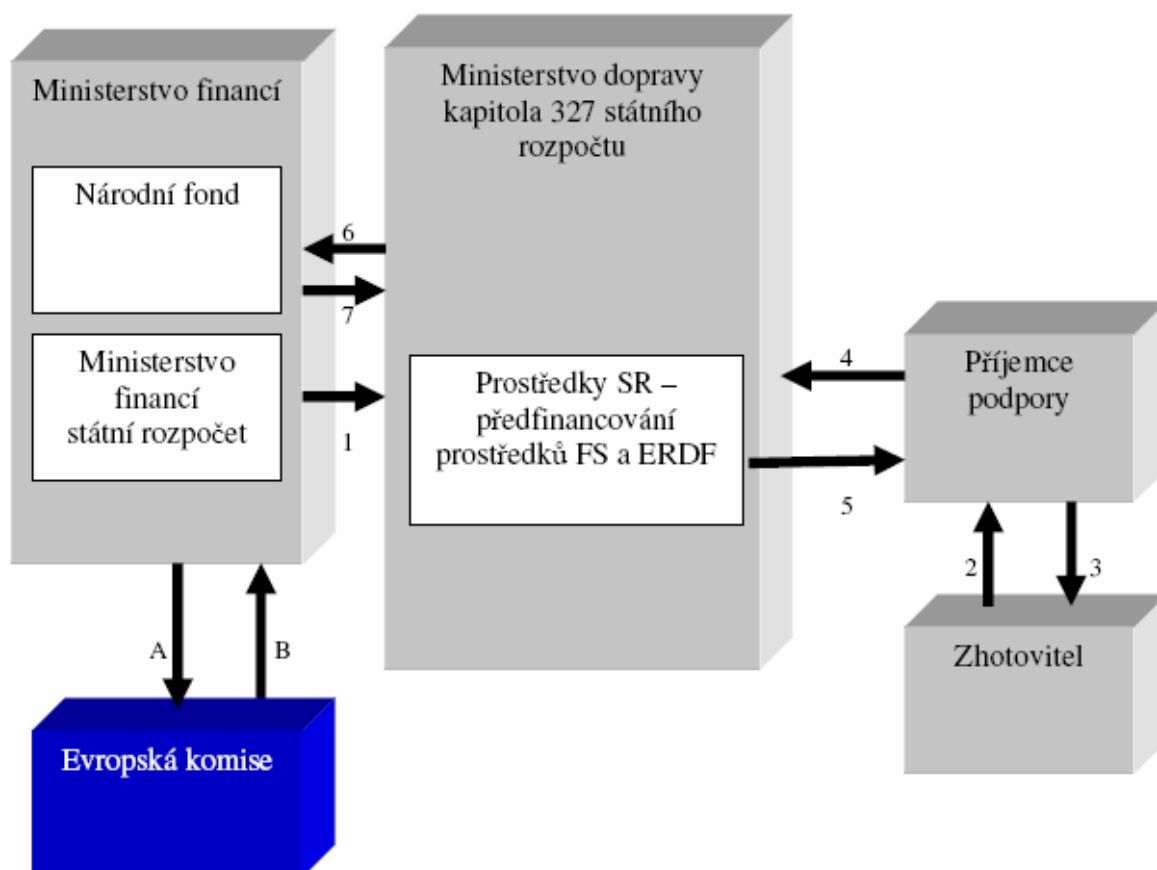 Ministerstvo financí
Národní fond
Ministerstvo
financí
státní rozpočet
Ministerstvo dopravy
kapitola 327 státního
rozpočtu
6
7
1
Prostředky SR –
předfinancování
prostředků FS a ERDF
4
5
Příjemce
podpory
2
3
Zhotovitel
A
B
Evropská komise